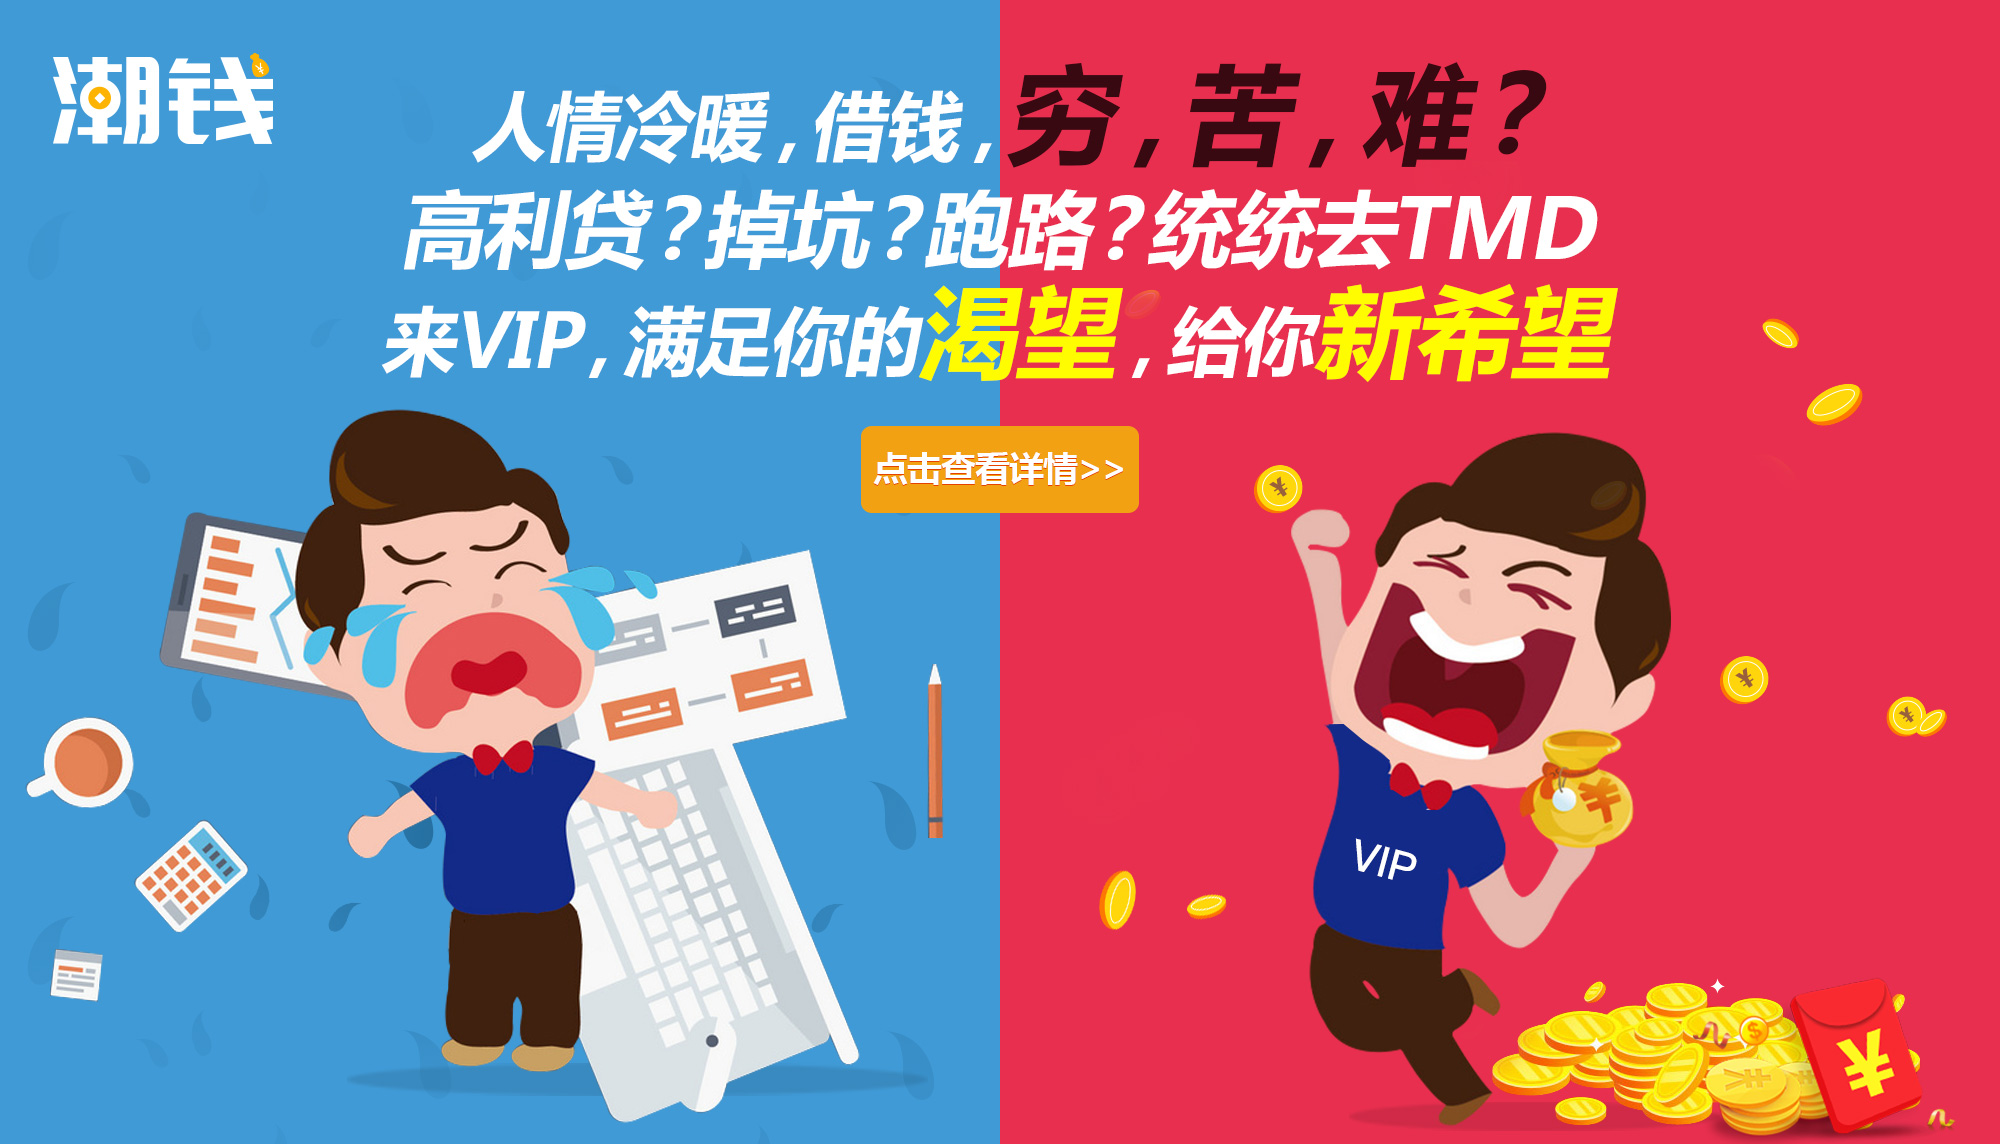 潮钱
人情冷暖,借钱,穷,苦,难?
高利贷?掉坑?跑路?统统去TMD
来VIP,满足你的渴望,给你新希望
点击查看详情>>
VIP